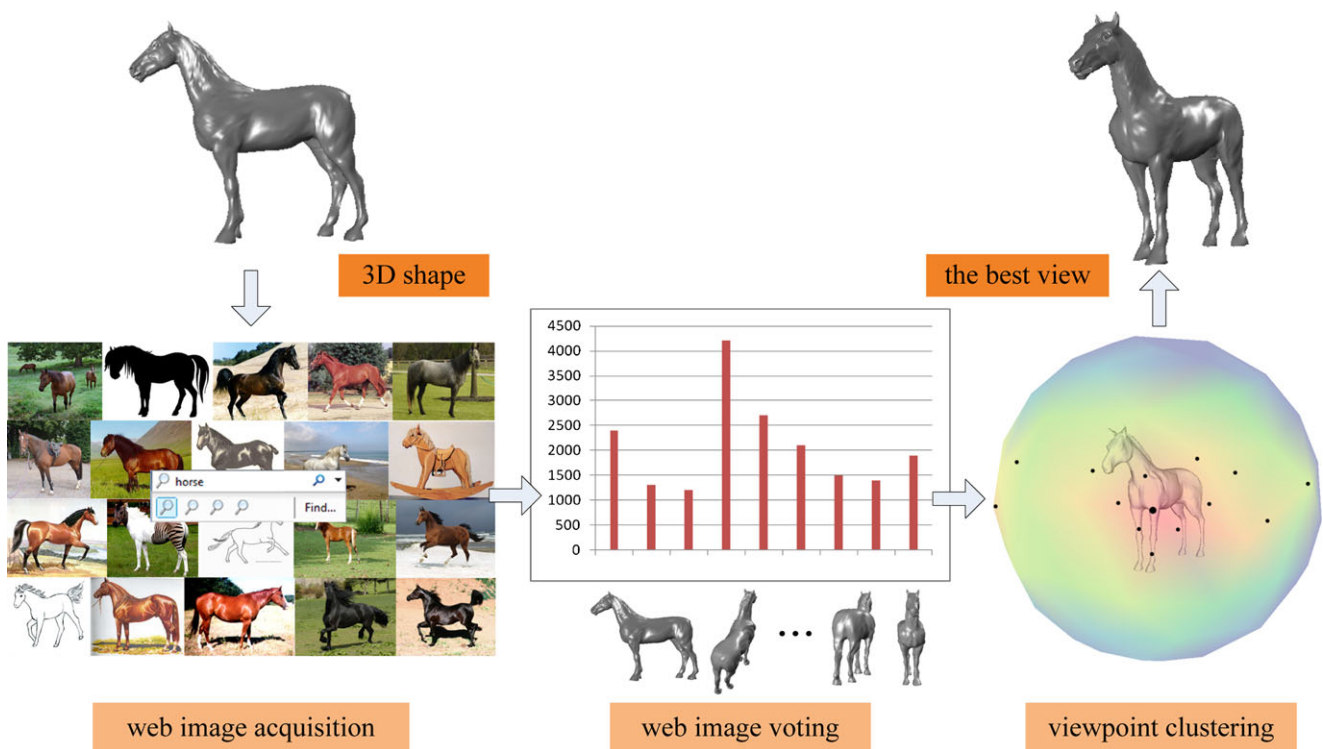 3D shape
the best view
horse
Find...
4500
4000
3500
3000
2500
2000
1500
1000
500
0
web image acquisition
web image voting
viewpoint clustering